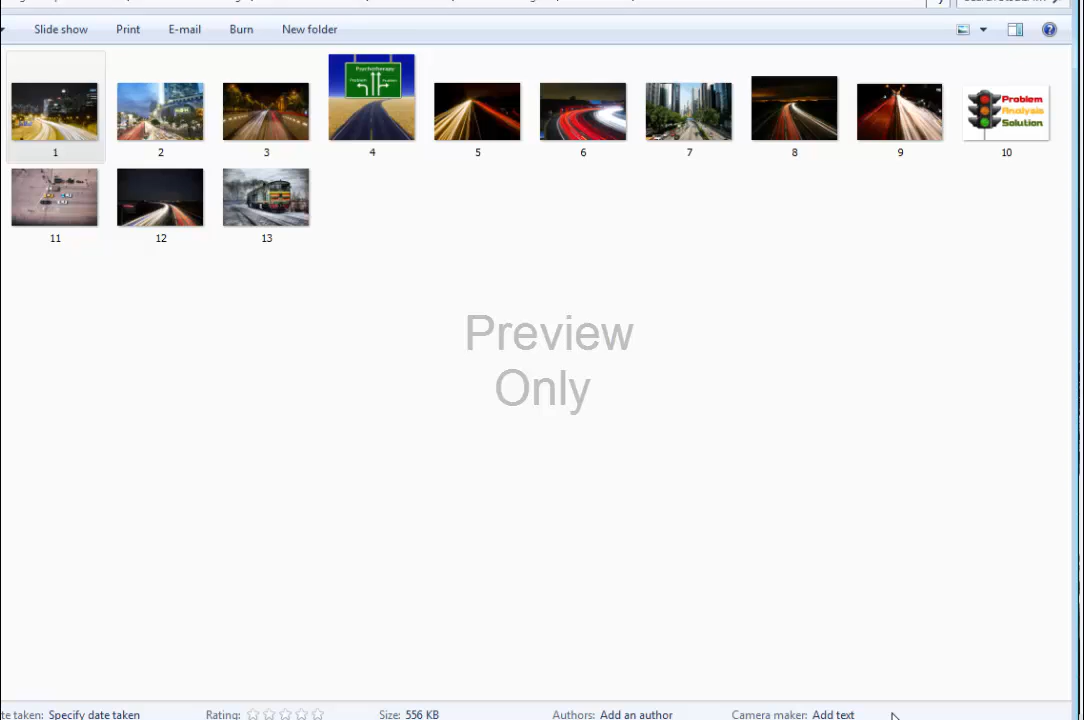 Slide show Print E-mail Burn New folder
Psychotherapy
1 2 3 4 5 6 7 8 9 10
Problem
Analysis
Solution
11 12 13
Preview
Only
te taken: Specify date taken Rating: Size: 556 KB Authors: Add an author Camera maker: Add text